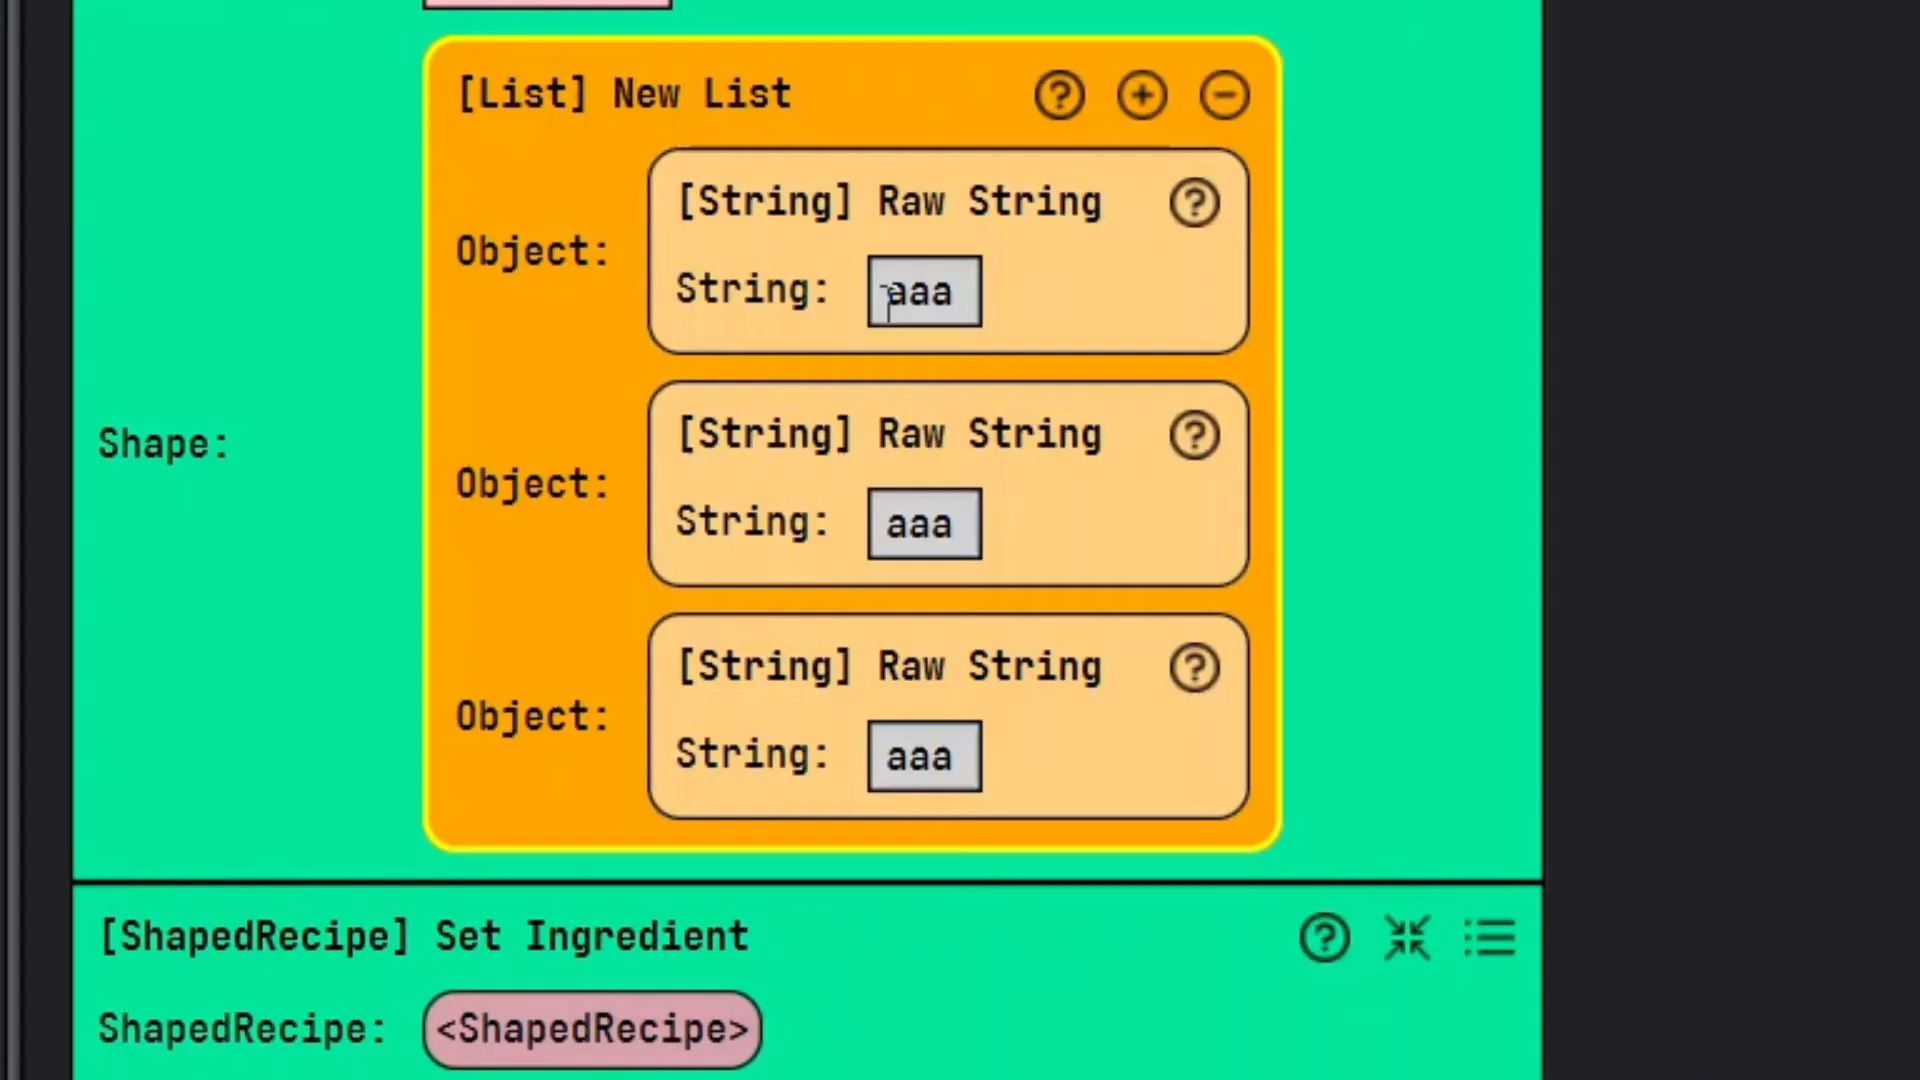 [List] New List
Object:
[String] Raw String
String: aaa
Shape:
Object:
[String] Raw String
String: aaa
Object:
[String] Raw String
String: aaa
[ShapedRecipe] Set Ingredient
ShapedRecipe: <ShapedRecipe>